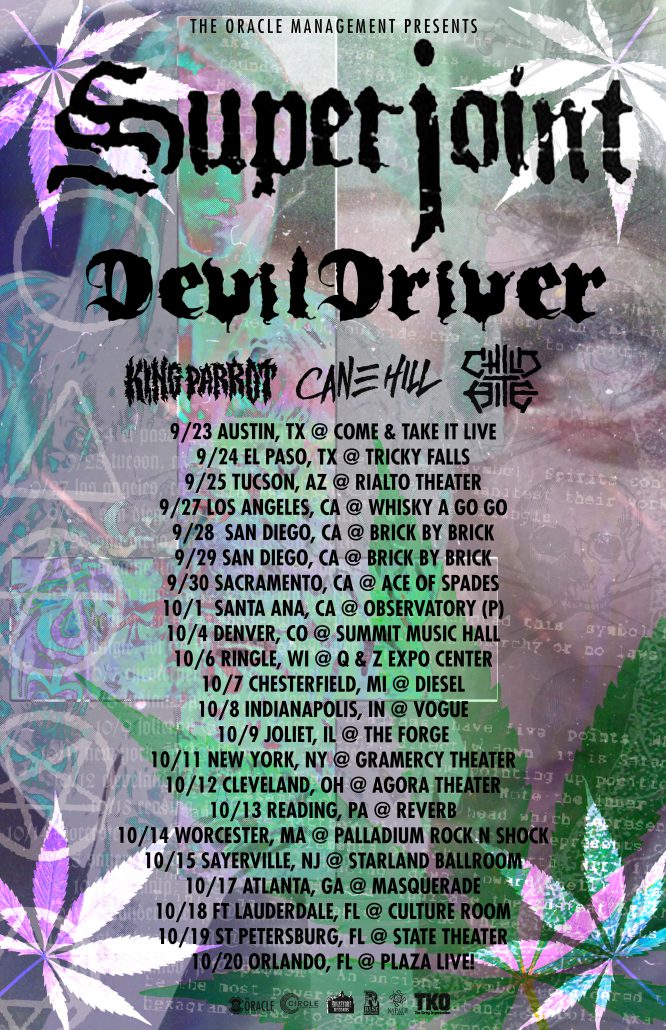 THE ORACLE MANAGEMENT PRESENTS
Superjoint
DevilDriver
KING PARROT CANE HILL CHILD BITE
9/23 AUSTIN, TX @ COME & TAKE IT LIVE
9/24 EL PASO, TX @ TRICKY FALLS
9/25 TUCSON, AZ @ RIALTO THEATER
9/27 LOS ANGELES, CA @ WHISKY A GO GO
9/28 SAN DIEGO, CA @ BRICK BY BRICK
9/29 SAN DIEGO, CA @ BRICK BY BRICK
9/30 SACRAMENTO, CA @ ACE OF SPADES
10/1 SANTA ANA, CA @ OBSERVATORY (P)
10/4 DENVER, CO @ SUMMIT MUSIC HALL
10/6 RINGLE, WI @ Q & Z EXPO CENTER
10/7 CHESTERFIELD, MI @ DIESEL
10/8 INDIANAPOLIS, IN @ VOGUE
10/9 JOLIET, IL @ THE FORGE
10/11 NEW YORK, NY @ GRAMERCY THEATER
10/12 CLEVELAND, OH @ AGORA THEATER
10/13 READING, PA @ REVERB
10/14 WORCESTER, MA @ PALLADIUM ROCK N SHOCK
10/15 SAYERVILLE, NJ @ STARLAND BALLROOM
10/17 ATLANTA, GA @ MASQUERADE
10/18 FT LAUDERDALE, FL @ CULTURE ROOM
10/19 ST PETERSBURG, FL @ STATE THEATER
10/20 ORLANDO, FL @ PLAZA LIVE!
ORACLE CIRCLE TKO